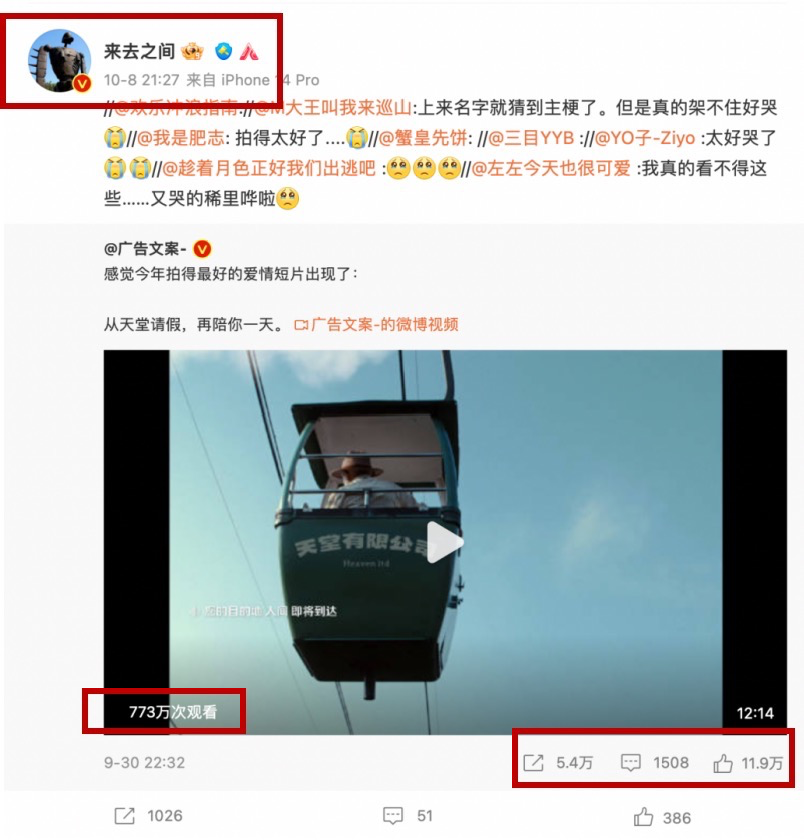 来去之间
10-8 21:27 来自 iPhone 14 Pro
//@欢乐冲浪指南://@M大王叫我来巡山:上来名字就猜到主梗了。但是真的架不住好哭
😭//@我是肥志: 拍得太好了....😭//@蟹皇先饼: //@三目YYB ://@YO子-Ziyo :太好哭了
😭😭//@趁着月色正好我们出逃吧 :🥺🥺🥺//@左左今天也很可爱 :我真的看不得这
些......又哭的稀里哗啦🥺
@广告文案-
感觉今年拍得最好的爱情短片出现了：
从天堂请假，再陪你一天。 广告文案-的微博视频
天堂有限公司
Heaven ltd
您的目的地 人间 即将到达
773万次观看
12:14
9-30 22:32
5.4万 1508 11.9万
1026 51 386